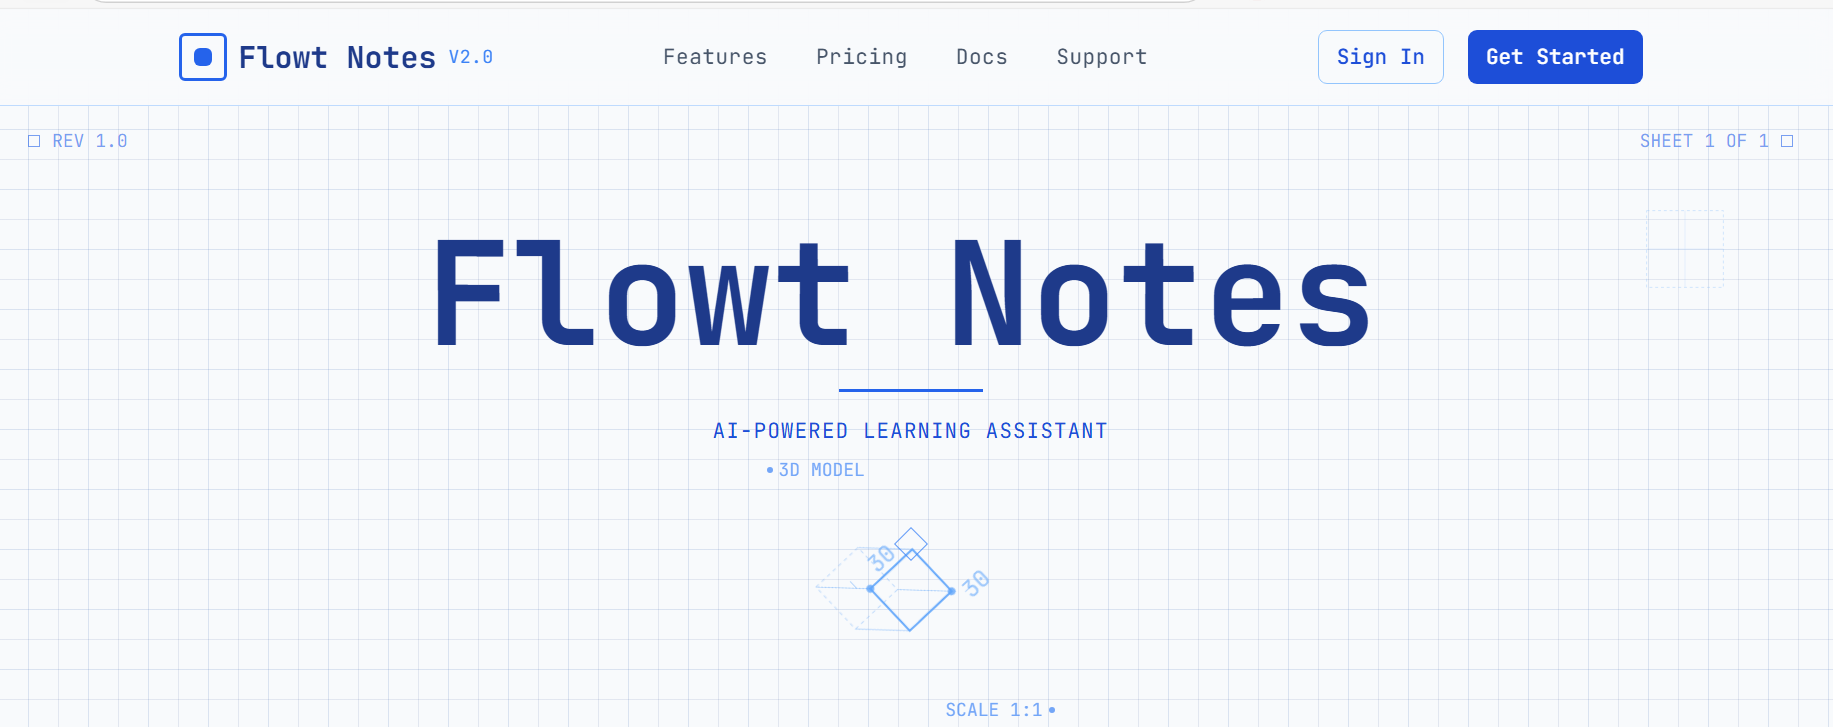 Flowt Notes V2.0 Features Pricing Docs Support Sign In Get Started
REV 1.0 SHEET 1 OF 1
Flowt Notes
AI-POWERED LEARNING ASSISTANT
3D MODEL
30
30
SCALE 1:1